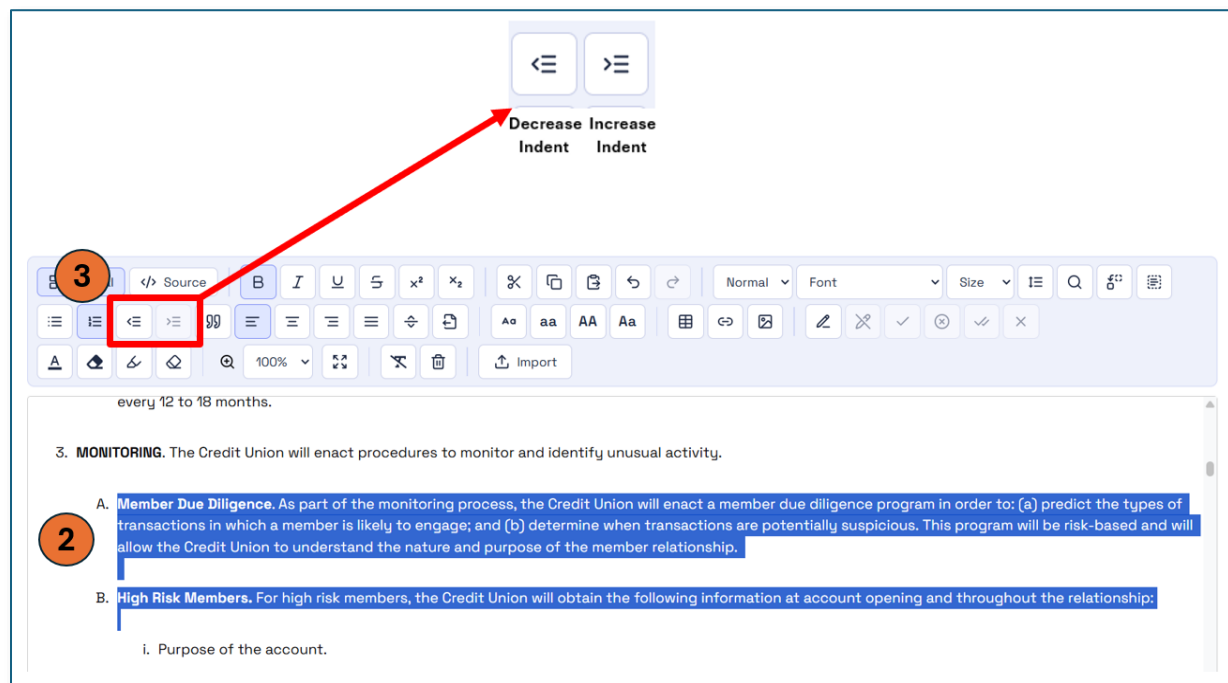 Decrease Increase
Indent Indent
3
Source
B I U S x² x₂
Normal Font Size
Aa aa AA Aa
A
100%
Import
every 12 to 18 months.
3. MONITORING. The Credit Union will enact procedures to monitor and identify unusual activity.
A. Member Due Diligence. As part of the monitoring process, the Credit Union will enact a member due diligence program in order to: (a) predict the types of
transactions in which a member is likely to engage; and (b) determine when transactions are potentially suspicious. This program will be risk-based and will
2
allow the Credit Union to understand the nature and purpose of the member relationship.
B. High Risk Members. For high risk members, the Credit Union will obtain the following information at account opening and throughout the relationship:
i. Purpose of the account.